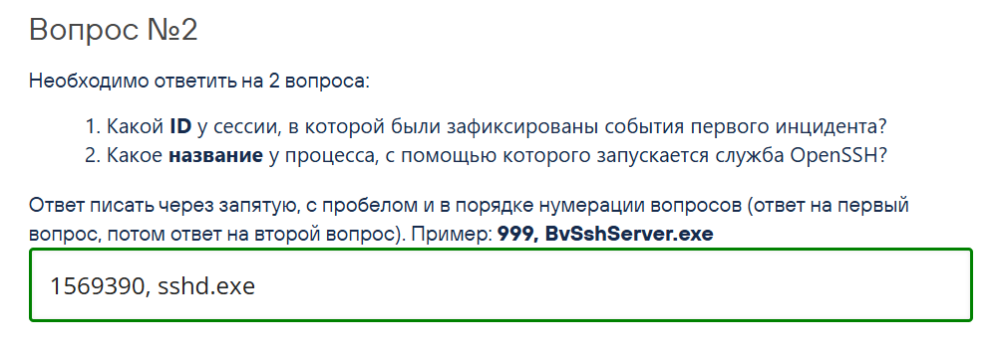 Вопрос №2
Необходимо ответить на 2 вопроса:
1. Какой ID у сессии, в которой были зафиксированы события первого инцидента?
2. Какое название у процесса, с помощью которого запускается служба OpenSSH?
Ответ писать через запятую, с пробелом и в порядке нумерации вопросов (ответ на первый
вопрос, потом ответ на второй вопрос). Пример: 999, BvSshServer.exe
1569390, sshd.exe